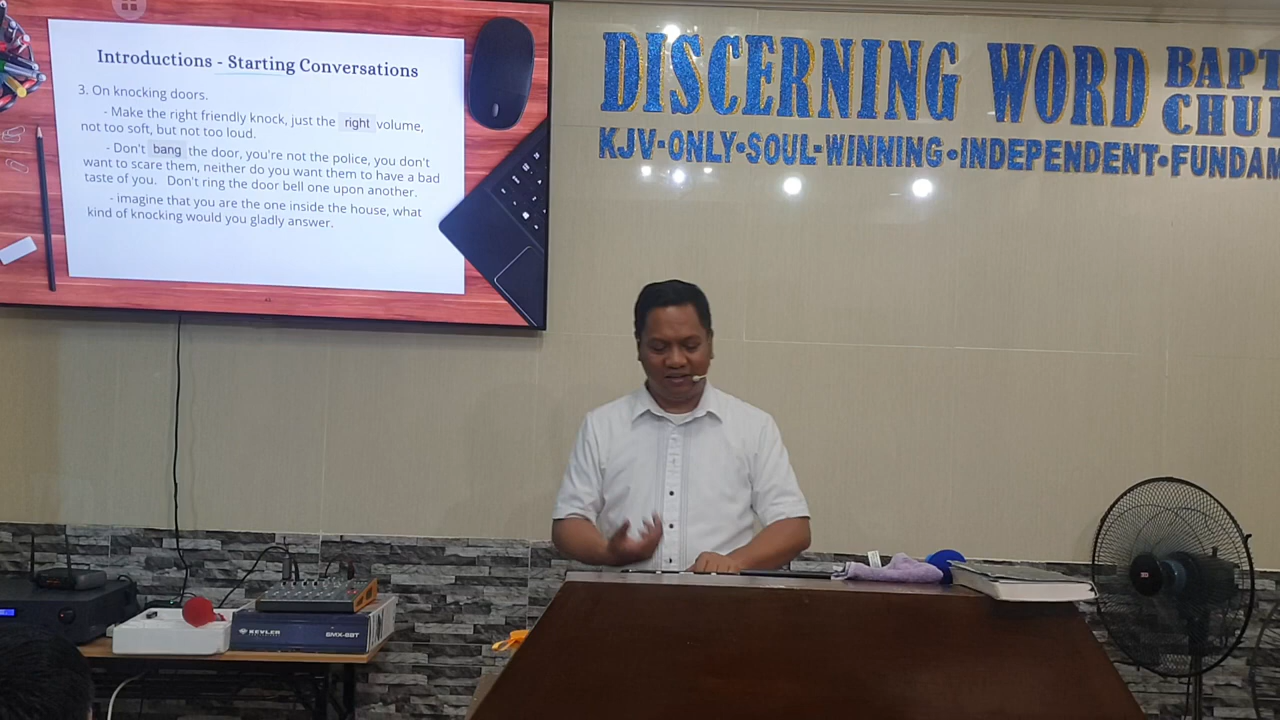 Introductions - Starting Conversations
3. On knocking doors.
- Make the right friendly knock, just the right volume,
not too soft, but not too loud.
- Don't bang the door, you're not the police, you don't
want to scare them, neither do you want them to have a bad
taste of you. Don't ring the door bell one upon another.
- imagine that you are the one inside the house, what
kind of knocking would you gladly answer.
DISCERNING WORD BAPT
CHU
KJV-ONLY•SOUL-WINNING•INDEPENDENT•FUNDAM
KEVLER
SMX-6BT